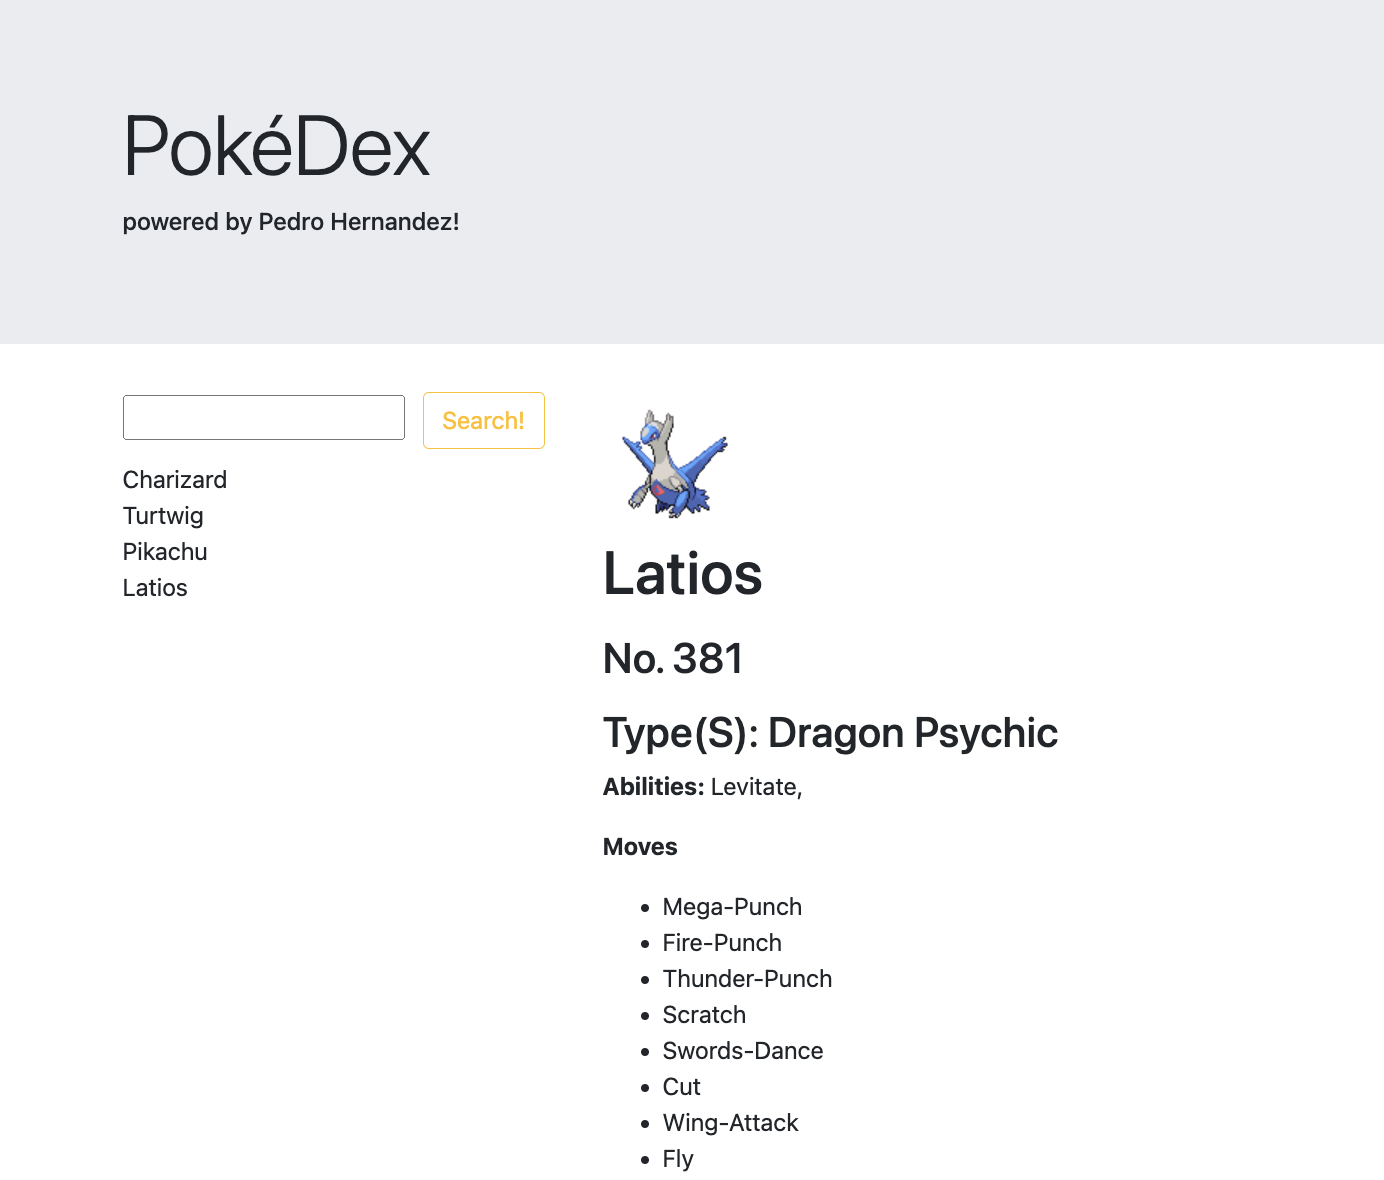 PokéDex
powered by Pedro Hernandez!
Search!
Charizard
Turtwig
Pikachu
Latios
Latios
No. 381
Type(S): Dragon Psychic
Abilities: Levitate,
Moves
Mega-Punch
Fire-Punch
Thunder-Punch
Scratch
Swords-Dance
Cut
Wing-Attack
Fly